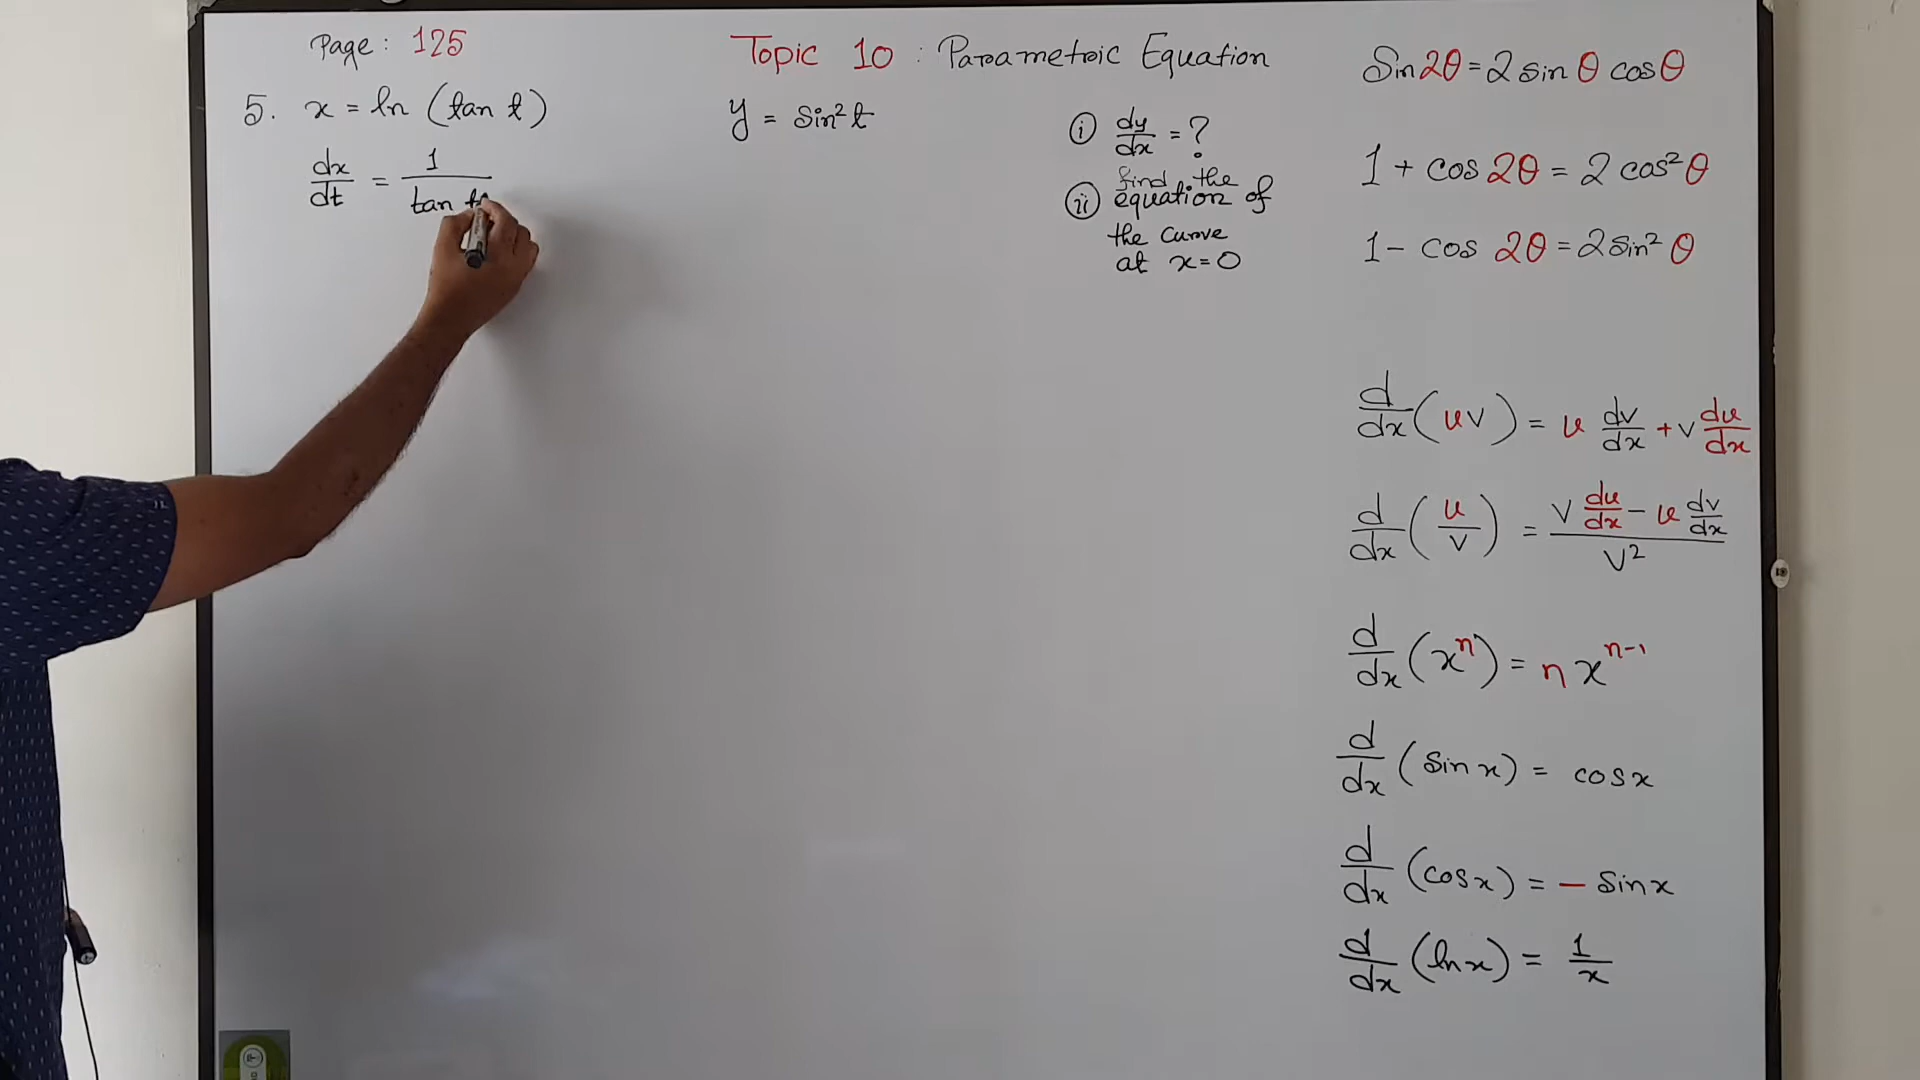 Page: 125
Topic 10 : Parametric Equation
5. x = ln (tan t)
y = sin² t
dx/dt = 1/tan t
(i) dy/dx = ?
(ii) find the
equation of
the curve
at x=0
Sin2θ = 2 sin θ cos θ
1 + cos 2θ = 2 cos² θ
1 - cos 2θ = 2 sin² θ
d/dx (uv) = u dv/dx + v du/dx
d/dx (u/v) = (v du/dx - u dv/dx)/v²
d/dx (xⁿ) = n xⁿ⁻¹
d/dx (sin x) = cos x
d/dx (cos x) = - sin x
d/dx (ln x) = 1/x